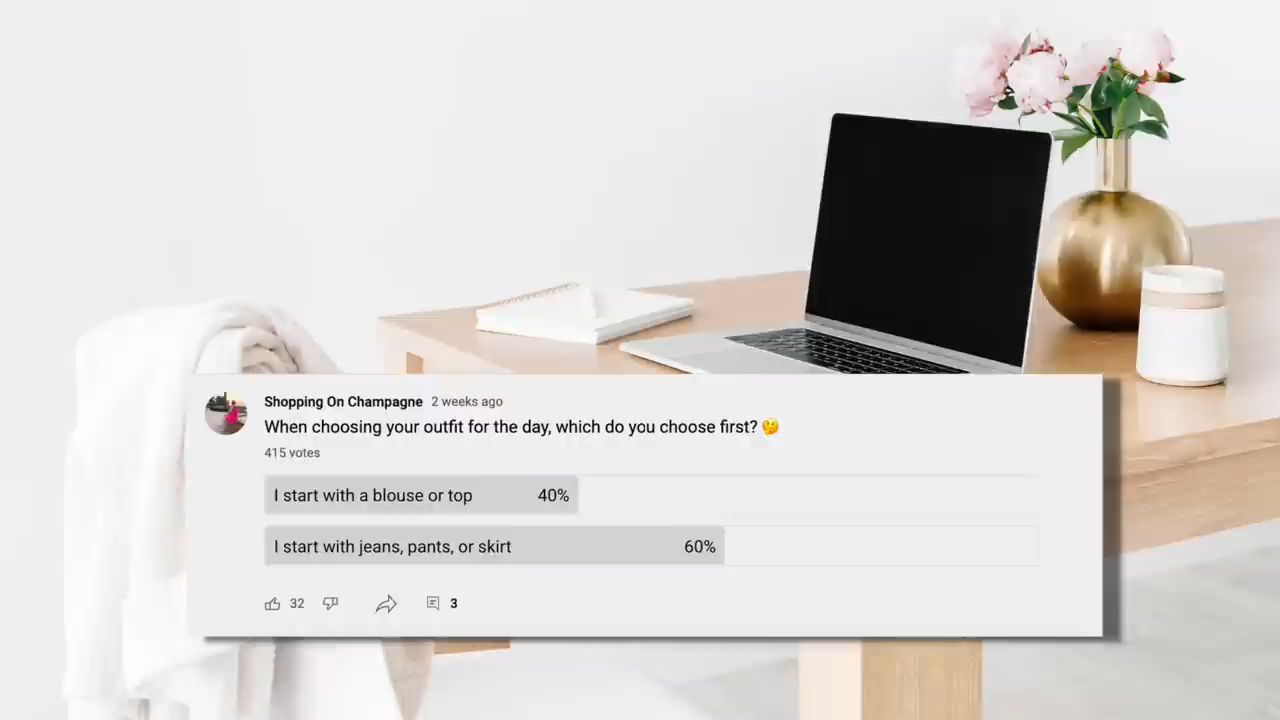 Shopping On Champagne 2 weeks ago
When choosing your outfit for the day, which do you choose first? 🤔
415 votes
I start with a blouse or top 40%
I start with jeans, pants, or skirt 60%
32 3